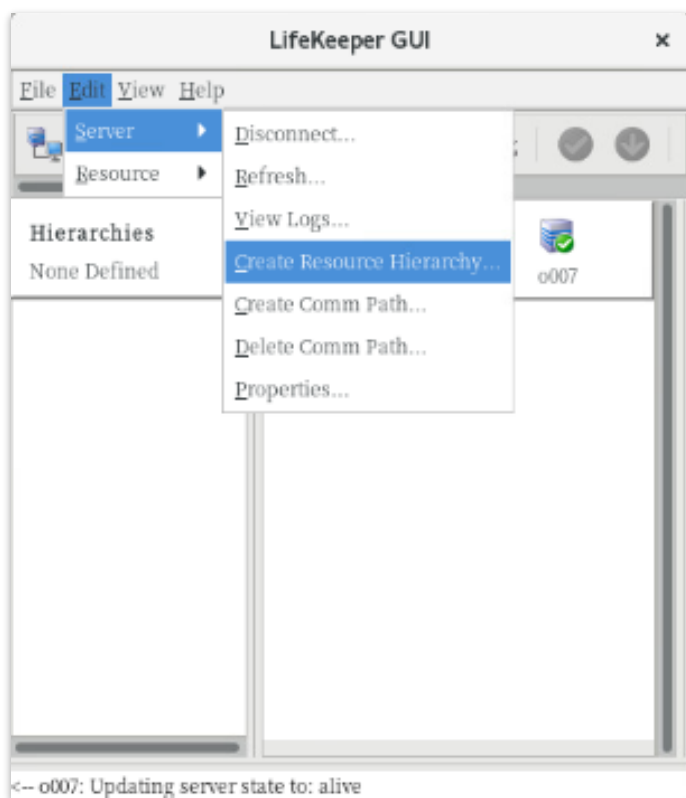 LifeKeeper GUI
File Edit View Help
Server
Resource
Disconnect...
Refresh...
View Logs...
Create Resource Hierarchy...
Create Comm Path...
Delete Comm Path...
Properties...
Hierarchies
None Defined
o007
<-- o007: Updating server state to: alive